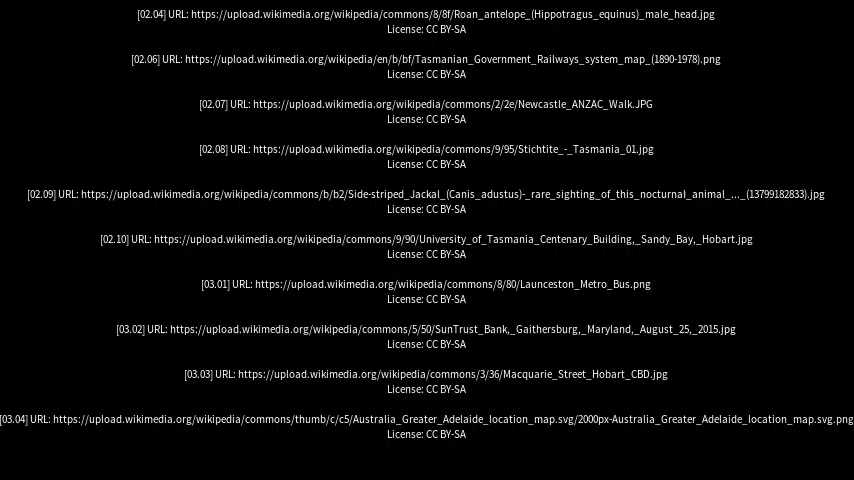 [02.04] URL: https://upload.wikimedia.org/wikipedia/commons/8/8f/Roan_antelope_(Hippotragus_equinus)_male_head.jpg
License: CC BY-SA
[02.06] URL: https://upload.wikimedia.org/wikipedia/en/b/bf/Tasmanian_Government_Railways_system_map_(1890-1978).png
License: CC BY-SA
[02.07] URL: https://upload.wikimedia.org/wikipedia/commons/2/2e/Newcastle_ANZAC_Walk.JPG
License: CC BY-SA
[02.08] URL: https://upload.wikimedia.org/wikipedia/commons/9/95/Stichtite_-_Tasmania_01.jpg
License: CC BY-SA
[02.09] URL: https://upload.wikimedia.org/wikipedia/commons/b/b2/Side-striped_Jackal_(Canis_adustus)-_rare_sighting_of_this_nocturnal_animal_..._(13799182833).jpg
License: CC BY-SA
[02.10] URL: https://upload.wikimedia.org/wikipedia/commons/9/90/University_of_Tasmania_Centenary_Building,_Sandy_Bay,_Hobart.jpg
License: CC BY-SA
[03.01] URL: https://upload.wikimedia.org/wikipedia/commons/8/80/Launceston_Metro_Bus.png
License: CC BY-SA
[03.02] URL: https://upload.wikimedia.org/wikipedia/commons/5/50/SunTrust_Bank,_Gaithersburg,_Maryland,_August_25,_2015.jpg
License: CC BY-SA
[03.03] URL: https://upload.wikimedia.org/wikipedia/commons/3/36/Macquarie_Street_Hobart_CBD.jpg
License: CC BY-SA
[03.04] URL: https://upload.wikimedia.org/wikipedia/commons/thumb/c/c5/Australia_Greater_Adelaide_location_map.svg/2000px-Australia_Greater_Adelaide_location_map.svg.png
License: CC BY-SA